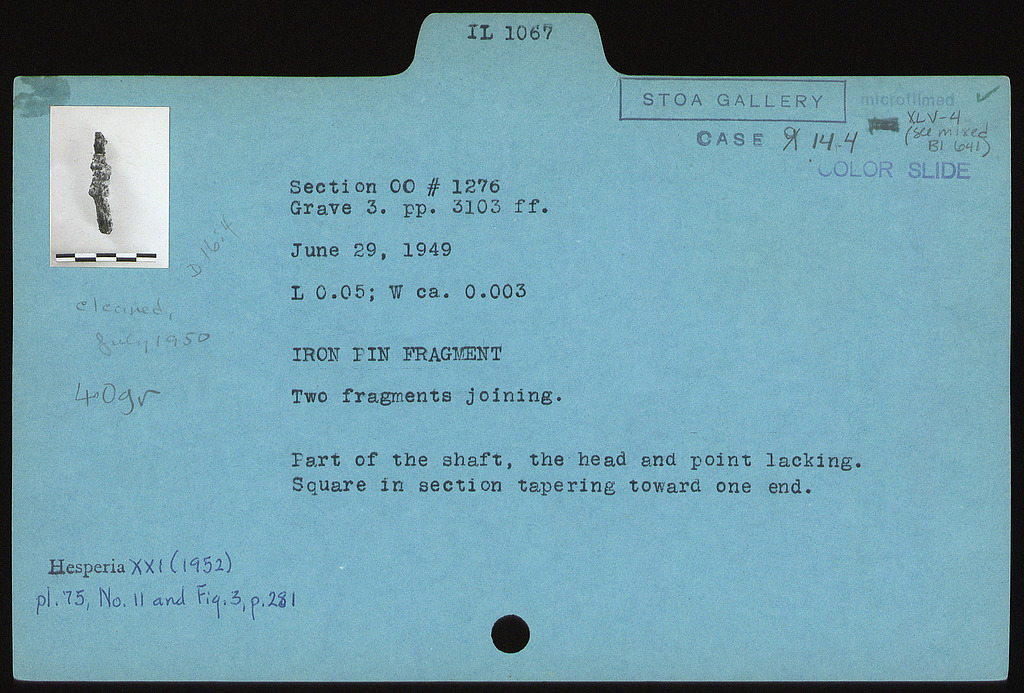 IL 1067
STOA GALLERY
microfilmed ✓
XLV-4
(see mixed
BI 641)
CASE 9 14.4
COLOR SLIDE
Section OO # 1276
Grave 3. pp. 3103 ff.
D 16:4
June 29, 1949
L 0.05; W ca. 0.003
cleaned,
July 1950
IRON PIN FRAGMENT
40gr
Two fragments joining.
Part of the shaft, the head and point lacking.
Square in section tapering toward one end.
Hesperia XXI (1952)
pl. 75, No. 11 and Fig. 3, p. 281